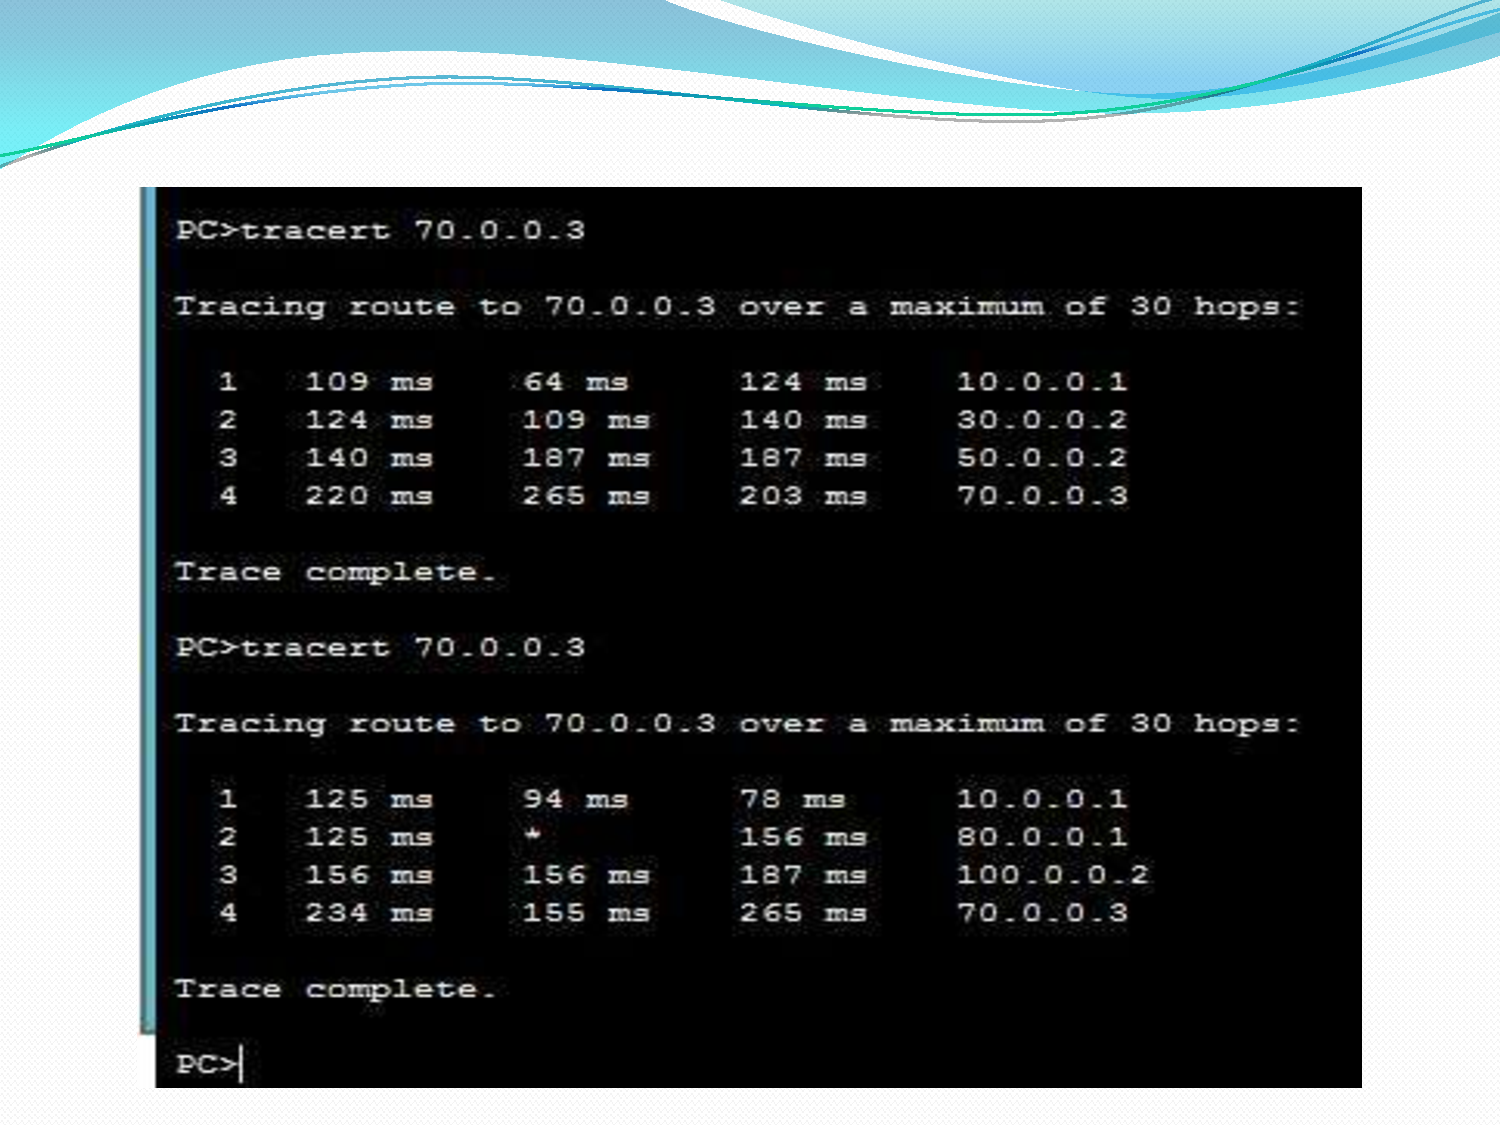 PC>tracert 70.0.0.3
Tracing route to 70.0.0.3 over a maximum of 30 hops:
1 109 ms 64 ms 124 ms 10.0.0.1
2 124 ms 109 ms 140 ms 30.0.0.2
3 140 ms 187 ms 187 ms 50.0.0.2
4 220 ms 265 ms 203 ms 70.0.0.3
Trace complete.
PC>tracert 70.0.0.3
Tracing route to 70.0.0.3 over a maximum of 30 hops:
1 125 ms 94 ms 78 ms 10.0.0.1
2 125 ms * 156 ms 80.0.0.1
3 156 ms 156 ms 187 ms 100.0.0.2
4 234 ms 155 ms 265 ms 70.0.0.3
Trace complete.
PC>